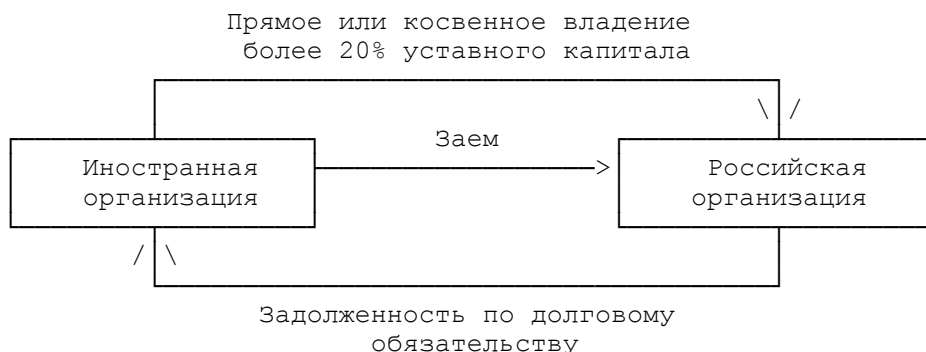 Прямое или косвенное владение
более 20% уставного капитала
Заем
Иностранная
организация
Российская
организация
Задолженность по долговому
обязательству